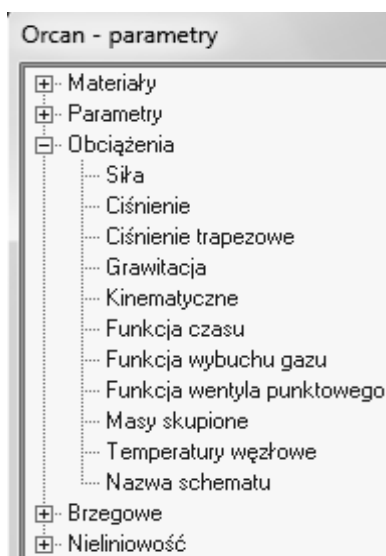 Orcan - parametry
Materiały
Parametry
Obciążenia
Siła
Ciśnienie
Ciśnienie trapezowe
Grawitacja
Kinematyczne
Funkcja czasu
Funkcja wybuchu gazu
Funkcja wentyla punktowego
Masy skupione
Temperatury węzłowe
Nazwa schematu
Brzegowe
Nieliniowość